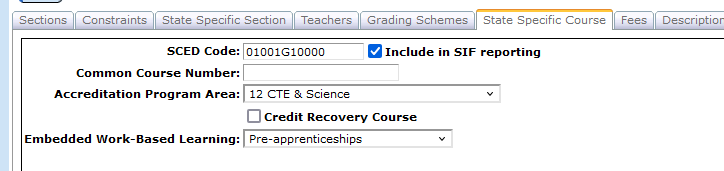 Sections Constraints State Specific Section Teachers Grading Schemes State Specific Course Fees Description
SCED Code: 01001G10000 Include in SIF reporting
Common Course Number:
Accreditation Program Area: 12 CTE & Science
Credit Recovery Course
Embedded Work-Based Learning: Pre-apprenticeships